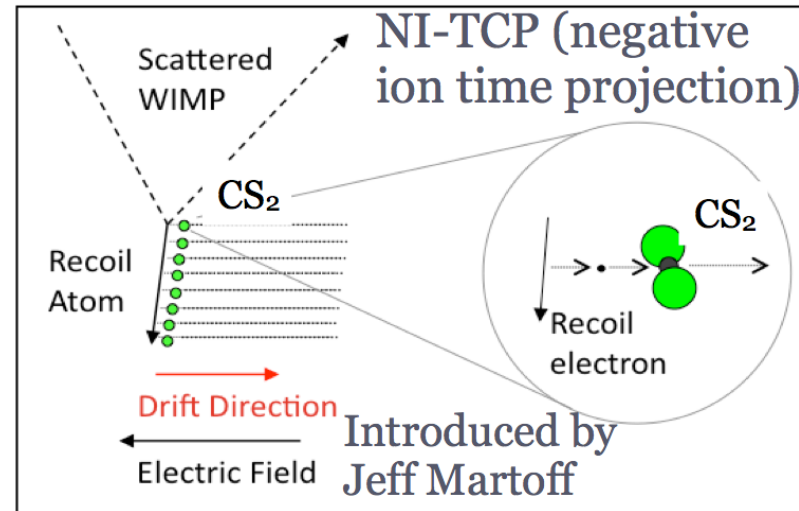 NI-TCP (negative
ion time projection)
Scattered
WIMP
CS₂
CS₂
Recoil
Atom
Recoil
electron
Drift Direction
Electric Field
Introduced by
Jeff Martoff